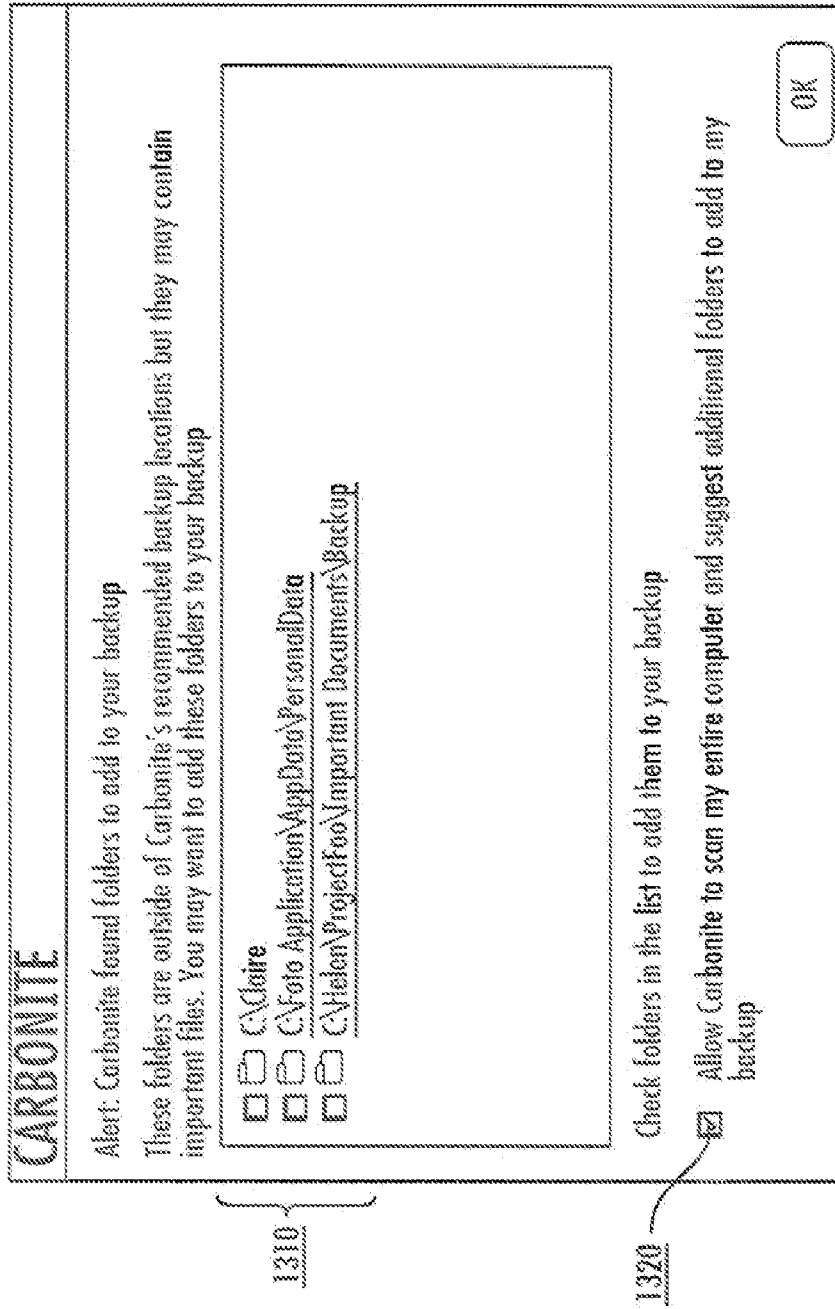 CARBONITE
Alert: Carbonite found folders to add to your backup
These folders are outside of Carbonite's recommended backup locations but they may contain
important files. You may want to add these folders to your backup
1310
C:\Claire
C:\Foto Application\AppData\PersonalData
C:\Helen\ProjectFoo\Important Documents\Backup
Check folders in the list to add them to your backup
1320
Allow Carbonite to scan my entire computer and suggest additional folders to add to my
backup
OK